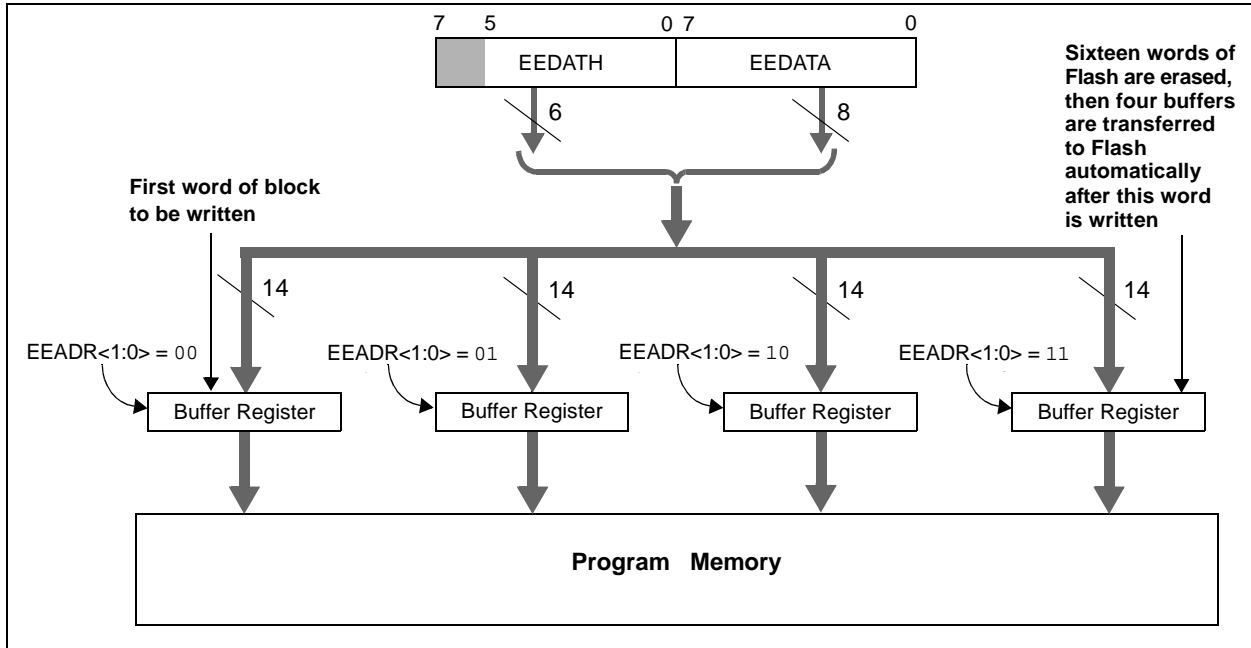 7 5 0 7 0
EEDATH EEDATA
6 8
Sixteen words of
Flash are erased,
then four buffers
are transferred
to Flash
automatically
after this word
is written
First word of block
to be written
14 14 14 14
EEADR<1:0> = 00 EEADR<1:0> = 01 EEADR<1:0> = 10 EEADR<1:0> = 11
Buffer Register Buffer Register Buffer Register Buffer Register
Program Memory